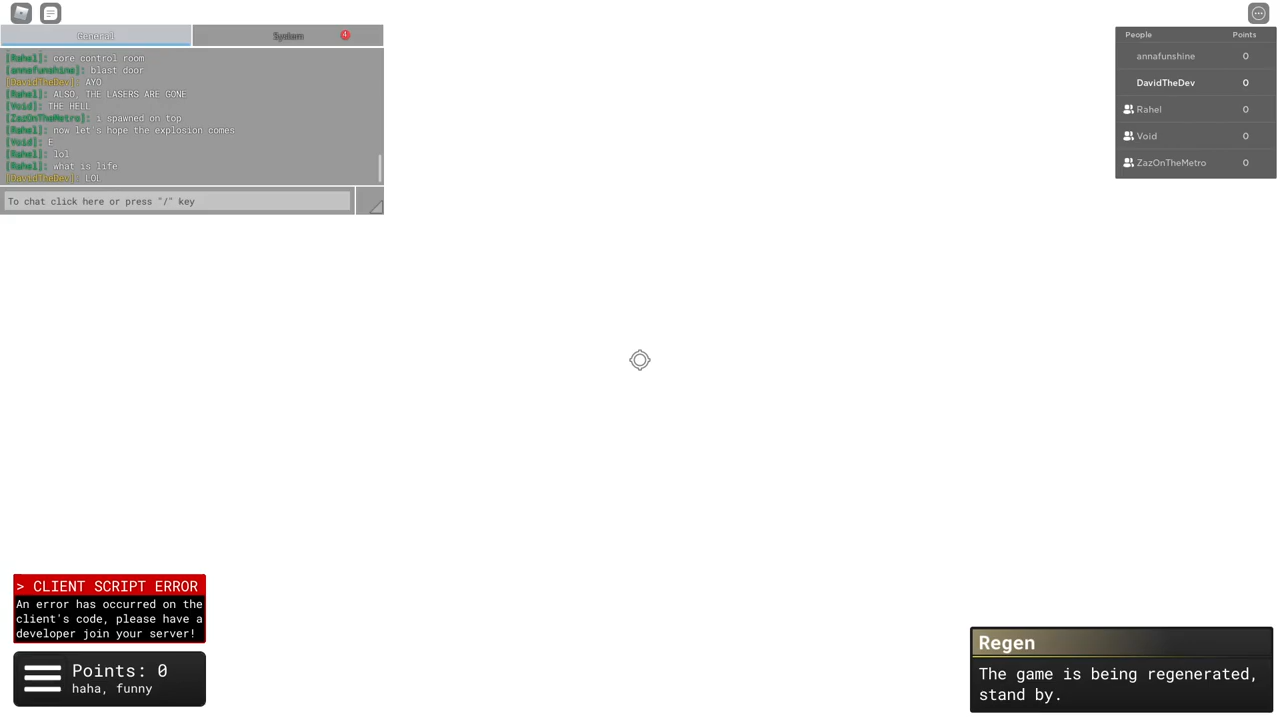 General
System
4
[Rahel]: core control room
[annafunshine]: blast door
[DavidTheDev]: AYO
[Rahel]: ALSO, THE LASERS ARE GONE
[Void]: THE HELL
[ZazOnTheMetro]: i spawned on top
[Rahel]: now let's hope the explosion comes
[Void]: E
[Rahel]: lol
[Rahel]: what is life
[DavidTheDev]: LOL
To chat click here or press "/" key
People Points
annafunshine 0
DavidTheDev 0
Rahel 0
Void 0
ZazOnTheMetro 0
> CLIENT SCRIPT ERROR
An error has occurred on the
client's code, please have a
developer join your server!
Points: 0
haha, funny
Regen
The game is being regenerated,
stand by.